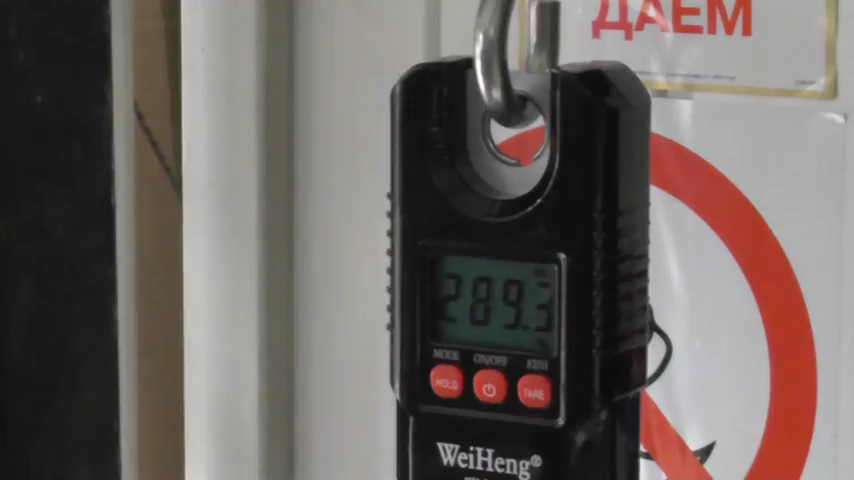 ДАЕМ
289.3
MODE ON/OFF
HOLD TARE
WeiHeng®